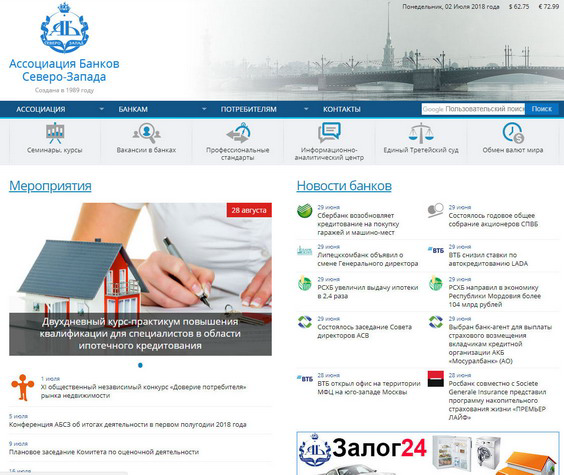 Понедельник, 02 Июля 2018 года $ 62.75 € 72.99
АБ
СЕВЕРО-ЗАПАД
Ассоциация Банков
Северо-Запада
Создана в 1989 году
АССОЦИАЦИЯ БАНКАМ ПОТРЕБИТЕЛЯМ КОНТАКТЫ Google Пользовательский поиск Поиск
Семинары, курсы
Вакансии в банках
Профессиональные
стандарты
Информационно-
аналитический центр
Единый Третейский суд
Обмен валют мира
Мероприятия
28 августа
Двухдневный курс-практикум повышения
квалификации для специалистов в области
ипотечного кредитования
1 июля
XI общественный независимый конкурс «Доверие потребителя»
рынка недвижимости
5 июля
Конференция АБСЗ об итогах деятельности в первом полугодии 2018 года
9 июля
Плановое заседание Комитета по оценочной деятельности
16 июля
Новости банков
29 июня
Сбербанк возобновляет
кредитование на покупку
гаражей и машино-мест
29 июня
Состоялось годовое общее
собрание акционеров СПВБ
29 июня
Липецккомбанк объявил о
смене Генерального директора
ВТБ
29 июня
ВТБ снизил ставки по
автокредитованию LADA
29 июня
РСХБ увеличил выдачу ипотеки
в 2,4 раза
29 июня
РСХБ направил в экономику
Республики Мордовия более
104 млрд рублей
29 июня
Состоялось заседание Совета
директоров АСВ
29 июня
Выбран банк-агент для выплаты
страхового возмещения
вкладчикам кредитной
организации АКБ
«Мосуралбанк» (АО)
ВТБ
28 июня
ВТБ открыл офис на территории
МФЦ на юго-западе Москвы
28 июня
Росбанк совместно с Societe
Generale Insurance представил
программу накопительного
страхования жизни «ПРЕМЬЕР
ЛАЙФ»
АБ
Залог24